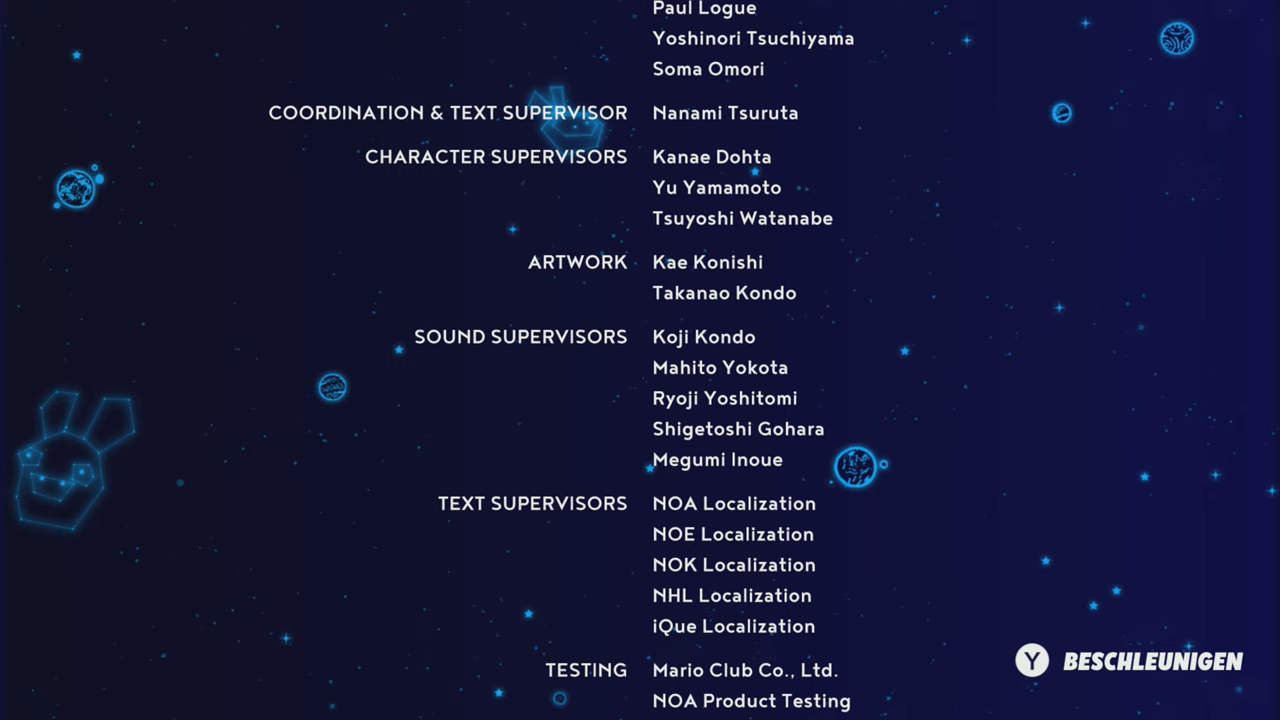 Paul Logue
Yoshinori Tsuchiyama
Soma Omori
COORDINATION & TEXT SUPERVISOR Nanami Tsuruta
CHARACTER SUPERVISORS Kanae Dohta
Yu Yamamoto
Tsuyoshi Watanabe
ARTWORK Kae Konishi
Takanao Kondo
SOUND SUPERVISORS Koji Kondo
Mahito Yokota
Ryoji Yoshitomi
Shigetoshi Gohara
Megumi Inoue
TEXT SUPERVISORS NOA Localization
NOE Localization
NOK Localization
NHL Localization
iQue Localization
TESTING Mario Club Co., Ltd.
NOA Product Testing
Y BESCHLEUNIGEN